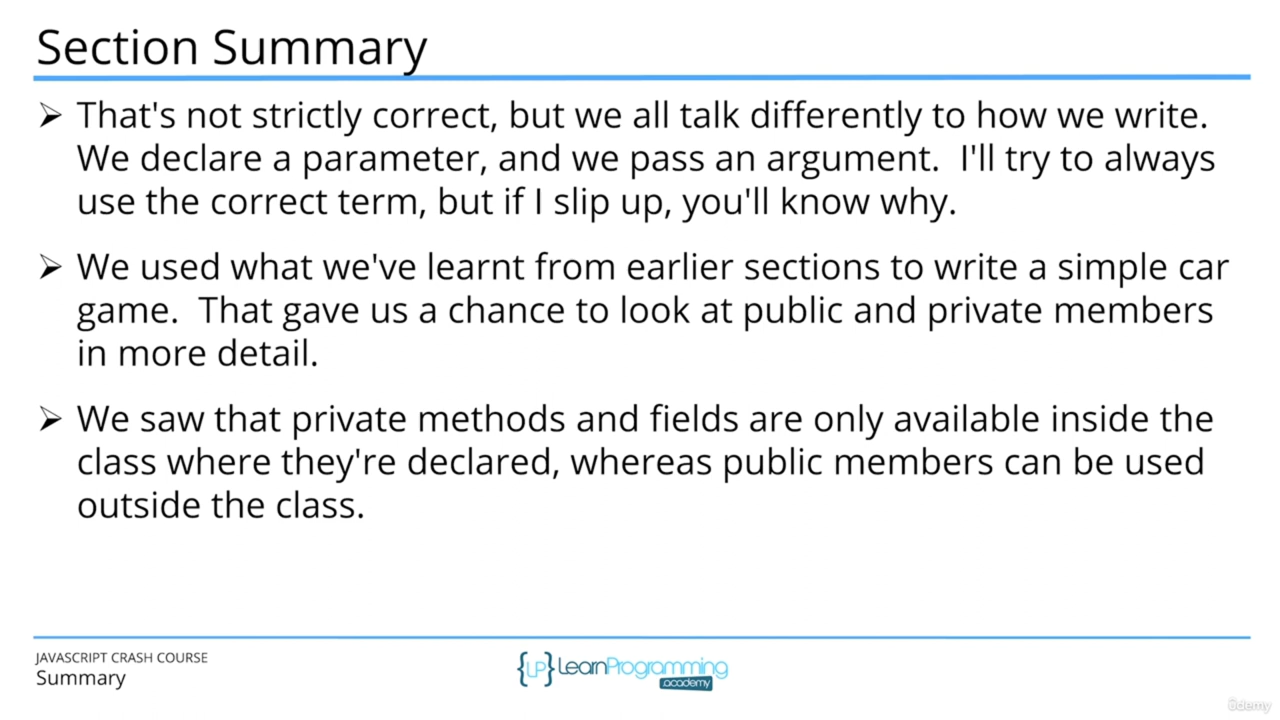 Section Summary
That's not strictly correct, but we all talk differently to how we write.
We declare a parameter, and we pass an argument.  I'll try to always
use the correct term, but if I slip up, you'll know why.
We used what we've learnt from earlier sections to write a simple car
game.  That gave us a chance to look at public and private members
in more detail.
We saw that private methods and fields are only available inside the
class where they're declared, whereas public members can be used
outside the class.
JAVASCRIPT CRASH COURSE
Summary
{LP}LearnProgramming
.academy
ûdemy